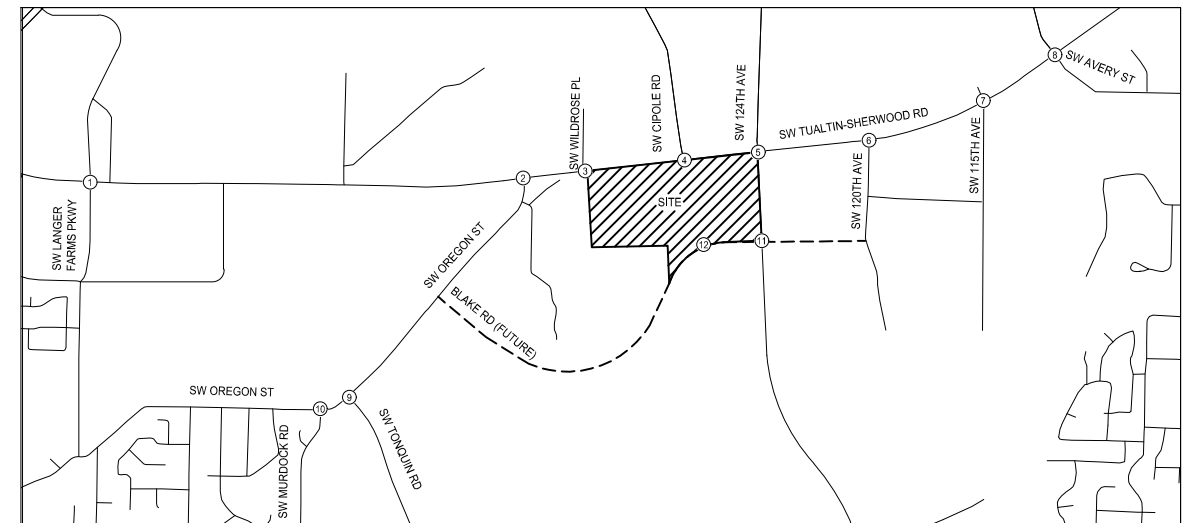 8
SW AVERY ST
7
SW WILDROSE PL
SW CIPOLE RD
SW 124TH AVE
SW TUALTIN-SHERWOOD RD
6
5
4
3
2
1
SW 115TH AVE
SITE
SW 120TH AVE
SW LANGER
FARMS PKWY
SW OREGON ST
12
11
BLAKE RD (FUTURE)
SW OREGON ST
9
10
SW MURDOCK RD
SW TONQUIN RD